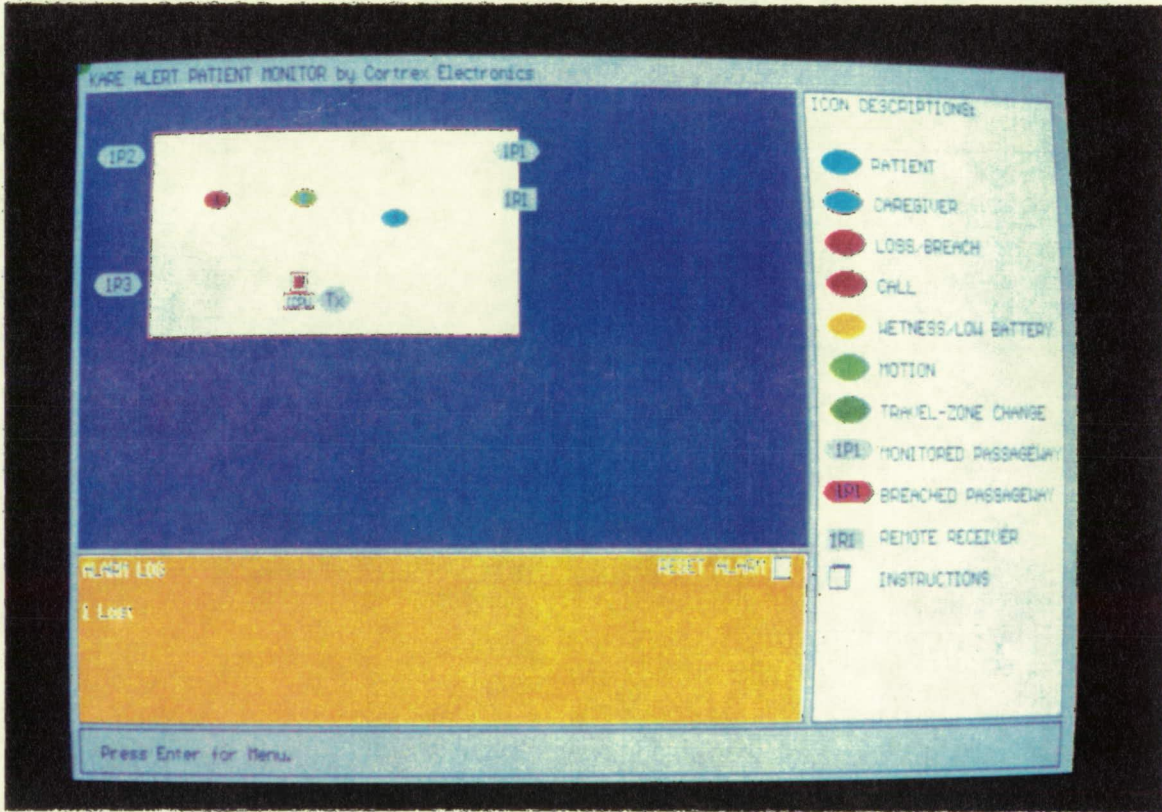 KARE ALERT PATIENT MONITOR by Cortrex Electronics
1P2
1P1
1R1
1P3
Tx
ALARM LOG
RESET ALARM
1 Lost
Press Enter for Menu.
ICON DESCRIPTIONS:
PATIENT
CAREGIVER
LOSS/BREACH
CALL
WETNESS/LOW BATTERY
MOTION
TRAVEL-ZONE CHANGE
1P1 MONITORED PASSAGEWAY
1P1 BREACHED PASSAGEWAY
1R1 REMOTE RECEIVER
INSTRUCTIONS